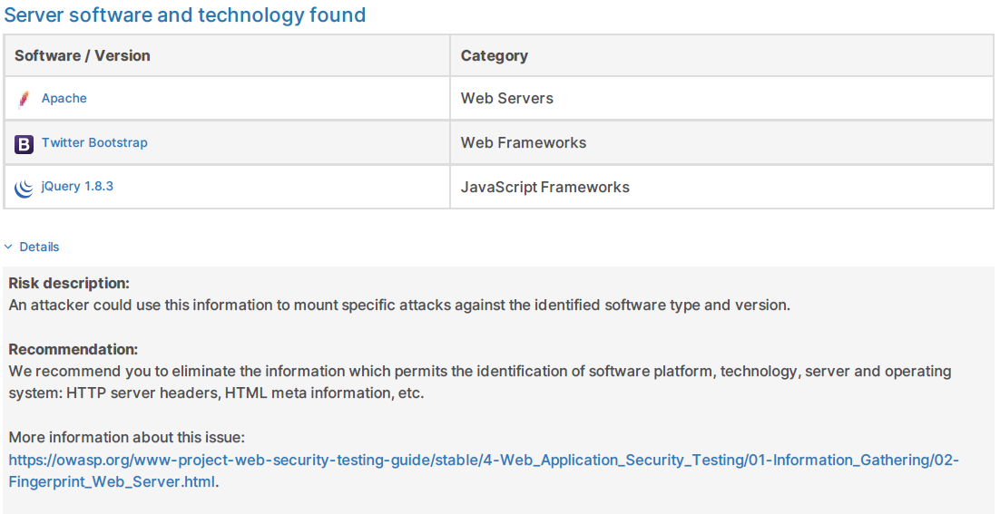 Server software and technology found
Software / Version
Category
Apache
Web Servers
B Twitter Bootstrap
Web Frameworks
jQuery 1.8.3
JavaScript Frameworks
Details
Risk description:
An attacker could use this information to mount specific attacks against the identified software type and version.
Recommendation:
We recommend you to eliminate the information which permits the identification of software platform, technology, server and operating
system: HTTP server headers, HTML meta information, etc.
More information about this issue:
https://owasp.org/www-project-web-security-testing-guide/stable/4-Web_Application_Security_Testing/01-Information_Gathering/02-
Fingerprint_Web_Server.html.